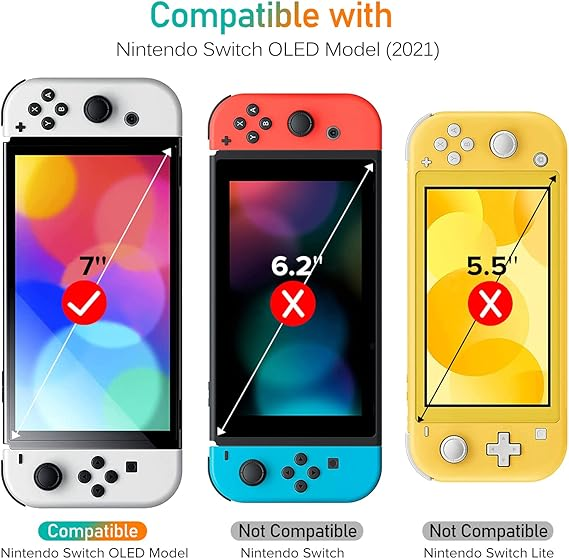 Compatible with
Nintendo Switch OLED Model (2021)
A
X
B
Y
7"
Compatible
Nintendo Switch OLED Model
A
X
B
Y
6.2"
Not Compatible
Nintendo Switch
A
X
B
Y
5.5"
Not Compatible
Nintendo Switch Lite